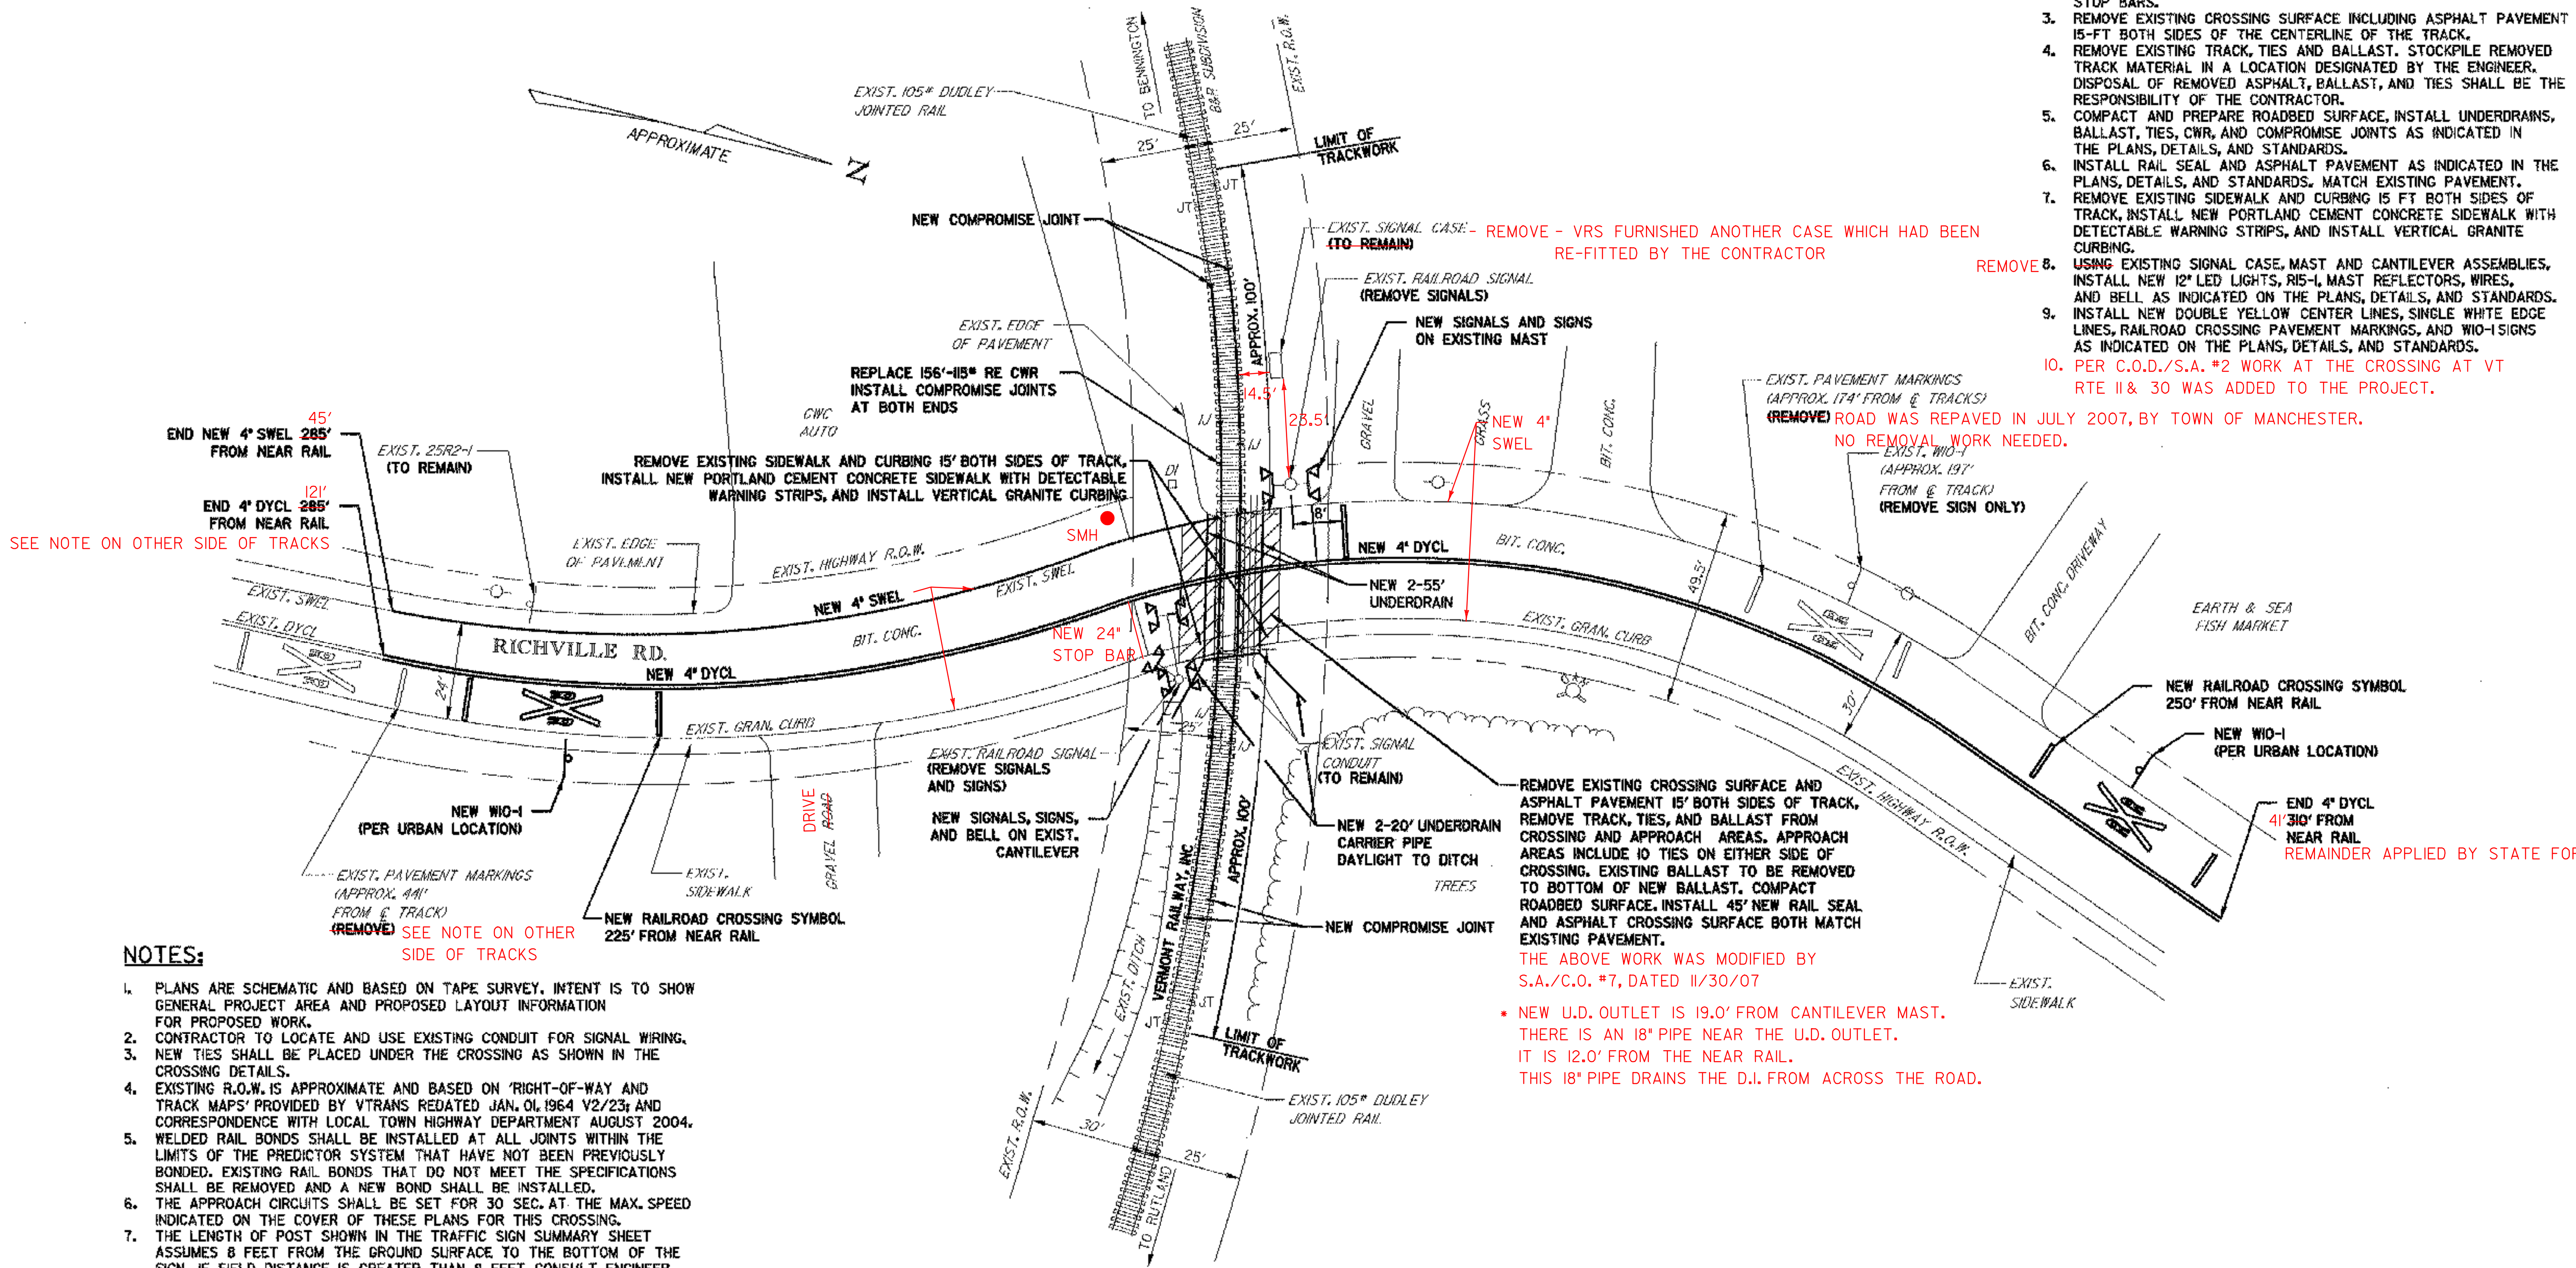 STOP BARS.
3. REMOVE EXISTING CROSSING SURFACE INCLUDING ASPHALT PAVEMENT
15-FT BOTH SIDES OF THE CENTERLINE OF THE TRACK.
4. REMOVE EXISTING TRACK, TIES AND BALLAST. STOCKPILE REMOVED
TRACK MATERIAL IN A LOCATION DESIGNATED BY THE ENGINEER.
DISPOSAL OF REMOVED ASPHALT, BALLAST, AND TIES SHALL BE THE
RESPONSIBILITY OF THE CONTRACTOR.
5. COMPACT AND PREPARE ROADBED SURFACE, INSTALL UNDERDRAINS,
BALLAST, TIES, CWR, AND COMPROMISE JOINTS AS INDICATED IN
THE PLANS, DETAILS, AND STANDARDS.
6. INSTALL RAIL SEAL AND ASPHALT PAVEMENT AS INDICATED IN THE
PLANS, DETAILS, AND STANDARDS. MATCH EXISTING PAVEMENT.
7. REMOVE EXISTING SIDEWALK AND CURBING 15 FT BOTH SIDES OF
TRACK, INSTALL NEW PORTLAND CEMENT CONCRETE SIDEWALK WITH
DETECTABLE WARNING STRIPS, AND INSTALL VERTICAL GRANITE
CURBING.
REMOVE 8. USING EXISTING SIGNAL CASE, MAST AND CANTILEVER ASSEMBLIES,
INSTALL NEW 12" LED LIGHTS, R15-1, MAST REFLECTORS, WIRES,
AND BELL AS INDICATED ON THE PLANS, DETAILS, AND STANDARDS.
9. INSTALL NEW DOUBLE YELLOW CENTER LINES, SINGLE WHITE EDGE
LINES, RAILROAD CROSSING PAVEMENT MARKINGS, AND W10-1 SIGNS
AS INDICATED ON THE PLANS, DETAILS, AND STANDARDS.
10. PER C.O.D./S.A. #2 WORK AT THE CROSSING AT VT
RTE 11 & 30 WAS ADDED TO THE PROJECT.
TO BENNINGTON
B&R SUBDIVISION
EXIST. R.O.W.
EXIST. 105# DUDLEY
JOINTED RAIL
APPROXIMATE
N
25'
25'
LIMIT OF
TRACKWORK
JT
JT
NEW COMPROMISE JOINT
EXIST. SIGNAL CASE - REMOVE - VRS FURNISHED ANOTHER CASE WHICH HAD BEEN
(TO REMAIN)
RE-FITTED BY THE CONTRACTOR
EXIST. RAILROAD SIGNAL
(REMOVE SIGNALS)
APPROX. 100'
EXIST. EDGE
OF PAVEMENT
NEW SIGNALS AND SIGNS
ON EXISTING MAST
REPLACE 156'-115# RE CWR
INSTALL COMPROMISE JOINTS
AT BOTH ENDS
14.5'
23.5'
IJ
IJ
GRAVEL
GRASS
NEW 4"
SWEL
BIT. CONC.
EXIST. PAVEMENT MARKINGS
(APPROX. 174' FROM ℄ TRACKS)
(REMOVE) ROAD WAS REPAVED IN JULY 2007, BY TOWN OF MANCHESTER.
NO REMOVAL WORK NEEDED.
EXIST. W10-1
(APPROX. 197'
FROM ℄ TRACK)
(REMOVE SIGN ONLY)
CWC
AUTO
45'
END NEW 4" SWEL 285'
FROM NEAR RAIL
EXIST. 25R2-1
(TO REMAIN)
REMOVE EXISTING SIDEWALK AND CURBING 15' BOTH SIDES OF TRACK,
INSTALL NEW PORTLAND CEMENT CONCRETE SIDEWALK WITH DETECTABLE
WARNING STRIPS, AND INSTALL VERTICAL GRANITE CURBING
DI
121'
END 4" DYCL 285'
FROM NEAR RAIL
SEE NOTE ON OTHER SIDE OF TRACKS
SMH
8'
EXIST. EDGE
OF PAVEMENT
EXIST. HIGHWAY R.O.W.
NEW 4" DYCL
BIT. CONC.
49.5'
BIT. CONC. DRIVEWAY
EXIST. SWEL
EXIST. DYCL
NEW 4" SWEL
EXIST. SWEL
NEW 2-55'
UNDERDRAIN
EARTH & SEA
FISH MARKET
RICHVILLE RD.
BIT. CONC.
NEW 24"
STOP BAR
EXIST. GRAN. CURB
24'
NEW 4" DYCL
30'
NEW RAILROAD CROSSING SYMBOL
250' FROM NEAR RAIL
EXIST. GRAN. CURB
25'
IJ
IJ
NEW W10-1
(PER URBAN LOCATION)
EXIST. RAILROAD SIGNAL
(REMOVE SIGNALS
AND SIGNS)
EXIST. SIGNAL
CONDUIT
(TO REMAIN)
EXIST. HIGHWAY R.O.W.
NEW W10-1
(PER URBAN LOCATION)
DRIVE
GRAVEL ROAD
NEW SIGNALS, SIGNS,
AND BELL ON EXIST.
CANTILEVER
NEW 2-20' UNDERDRAIN
CARRIER PIPE
DAYLIGHT TO DITCH
TREES
REMOVE EXISTING CROSSING SURFACE AND
ASPHALT PAVEMENT 15' BOTH SIDES OF TRACK,
REMOVE TRACK, TIES, AND BALLAST FROM
CROSSING AND APPROACH AREAS. APPROACH
AREAS INCLUDE 10 TIES ON EITHER SIDE OF
CROSSING. EXISTING BALLAST TO BE REMOVED
TO BOTTOM OF NEW BALLAST. COMPACT
ROADBED SURFACE. INSTALL 45' NEW RAIL SEAL
AND ASPHALT CROSSING SURFACE BOTH MATCH
EXISTING PAVEMENT.
THE ABOVE WORK WAS MODIFIED BY
S.A./C.O. #7, DATED 11/30/07
END 4" DYCL
41' 310' FROM
NEAR RAIL
REMAINDER APPLIED BY STATE FOR
EXIST. PAVEMENT MARKINGS
(APPROX. 441'
FROM ℄ TRACK)
(REMOVE) SEE NOTE ON OTHER
SIDE OF TRACKS
EXIST.
SIDEWALK
NEW RAILROAD CROSSING SYMBOL
225' FROM NEAR RAIL
VERMONT RAILWAY, INC
APPROX. 100'
NEW COMPROMISE JOINT
EXIST. DITCH
JT
JT
LIMIT OF
TRACKWORK
EXIST.
SIDEWALK
* NEW U.D. OUTLET IS 19.0' FROM CANTILEVER MAST.
THERE IS AN 18" PIPE NEAR THE U.D. OUTLET.
IT IS 12.0' FROM THE NEAR RAIL.
THIS 18" PIPE DRAINS THE D.I. FROM ACROSS THE ROAD.
EXIST. 105# DUDLEY
JOINTED RAIL
EXIST. R.O.W.
30'
25'
TO RUTLAND
NOTES:
1. PLANS ARE SCHEMATIC AND BASED ON TAPE SURVEY. INTENT IS TO SHOW
GENERAL PROJECT AREA AND PROPOSED LAYOUT INFORMATION
FOR PROPOSED WORK.
2. CONTRACTOR TO LOCATE AND USE EXISTING CONDUIT FOR SIGNAL WIRING.
3. NEW TIES SHALL BE PLACED UNDER THE CROSSING AS SHOWN IN THE
CROSSING DETAILS.
4. EXISTING R.O.W. IS APPROXIMATE AND BASED ON 'RIGHT-OF-WAY AND
TRACK MAPS' PROVIDED BY VTRANS REDATED JAN. 01, 1964 V2/23; AND
CORRESPONDENCE WITH LOCAL TOWN HIGHWAY DEPARTMENT AUGUST 2004.
5. WELDED RAIL BONDS SHALL BE INSTALLED AT ALL JOINTS WITHIN THE
LIMITS OF THE PREDICTOR SYSTEM THAT HAVE NOT BEEN PREVIOUSLY
BONDED. EXISTING RAIL BONDS THAT DO NOT MEET THE SPECIFICATIONS
SHALL BE REMOVED AND A NEW BOND SHALL BE INSTALLED.
6. THE APPROACH CIRCUITS SHALL BE SET FOR 30 SEC. AT THE MAX. SPEED
INDICATED ON THE COVER OF THESE PLANS FOR THIS CROSSING.
7. THE LENGTH OF POST SHOWN IN THE TRAFFIC SIGN SUMMARY SHEET
ASSUMES 8 FEET FROM THE GROUND SURFACE TO THE BOTTOM OF THE
SIGN. IF FIELD DISTANCE IS GREATER THAN 8 FEET CONSULT ENGINEER